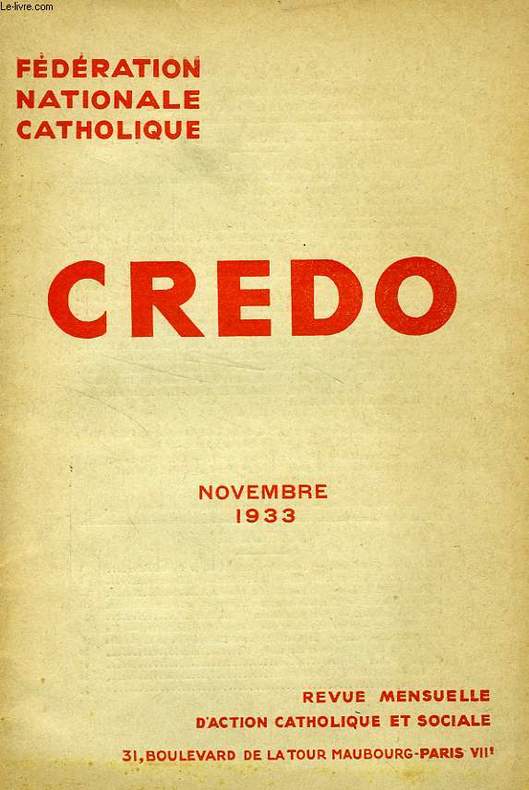 Le-livre.com
FÉDÉRATION
NATIONALE
CATHOLIQUE
CREDO
NOVEMBRE
1933
REVUE MENSUELLE
D'ACTION CATHOLIQUE ET SOCIALE
31, BOULEVARD DE LA TOUR MAUBOURG-PARIS VIIe